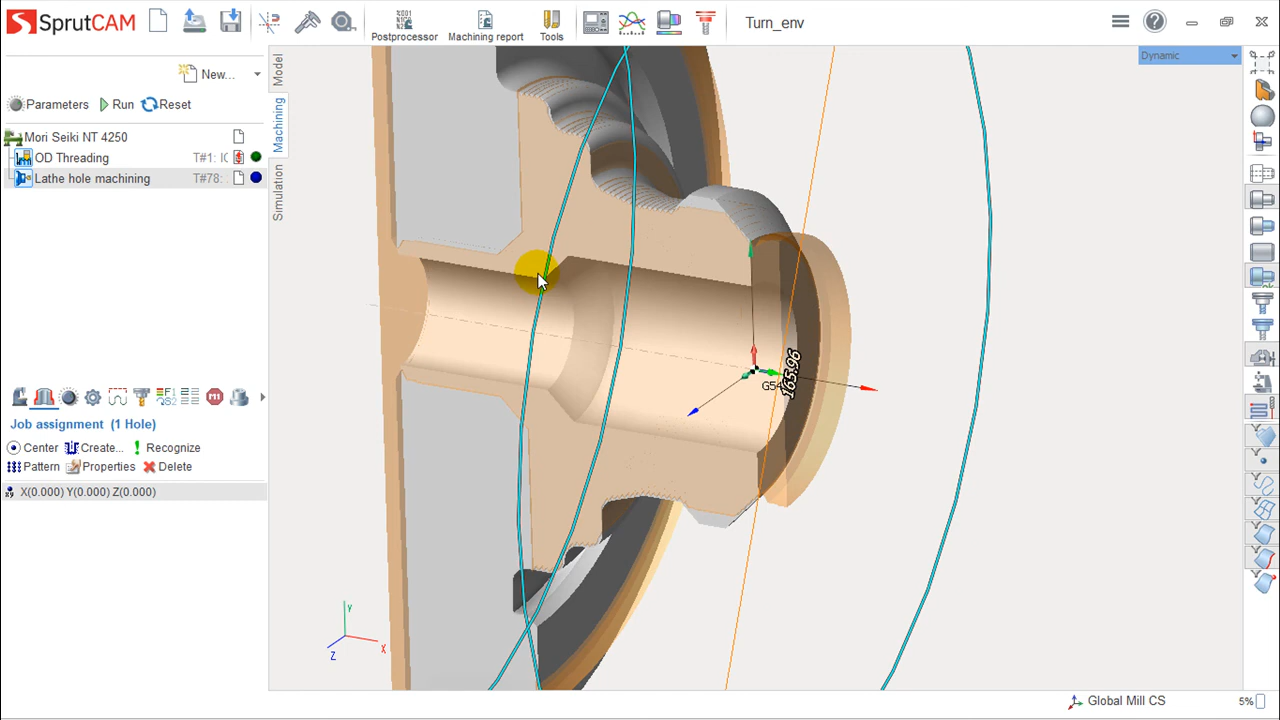 SprutCAM
Postprocessor
Machining report
Tools
Turn_env
New...
Parameters
Run
Reset
Mori Seiki NT 4250
OD Threading
T#1: IC
Lathe hole machining
T#78:
Model
Machining
Simulation
Dynamic
165.96
G54
Job assignment (1 Hole)
Center
Create...
Recognize
Pattern
Properties
Delete
X(0.000) Y(0.000) Z(0.000)
y
X
Z
Global Mill CS
5%